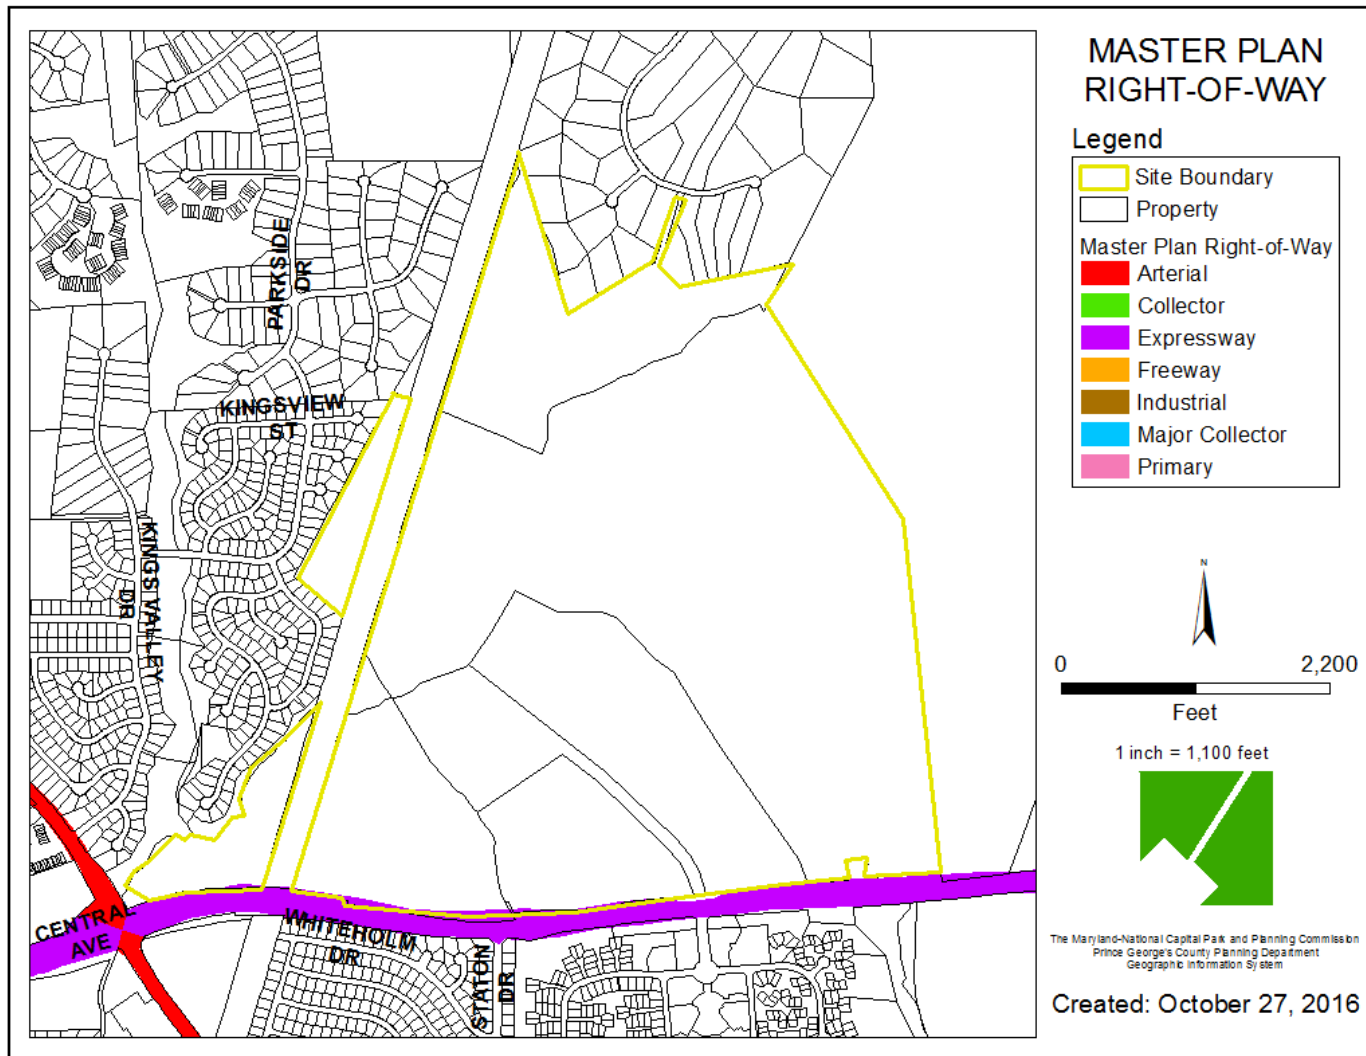 MASTER PLAN
RIGHT-OF-WAY
Legend
Site Boundary
Property
Master Plan Right-of-Way
Arterial
Collector
Expressway
Freeway
Industrial
Major Collector
Primary
N
0 2,200
Feet
1 inch = 1,100 feet
The Maryland-National Capital Park and Planning Commission
Prince George's County Planning Department
Geographic Information System
Created: October 27, 2016
PARKSIDE
DR
KINGSVIEW
ST
KINGS VALLEY
DR
CENTRAL
AVE
WHITEHOLM
DR
STATON
DR